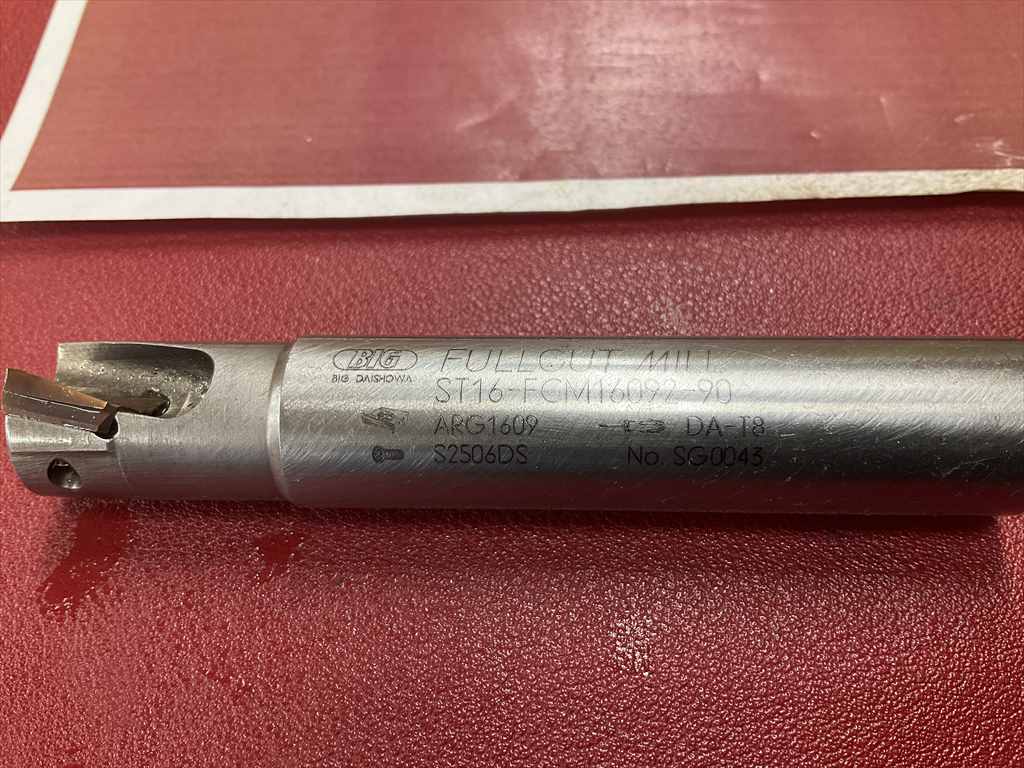 BIG
BIG DAISHOWA
FULLCUT MILL
ST16-FCM16092-90
ARG1609 DA-T8
S2506DS No. SG0043